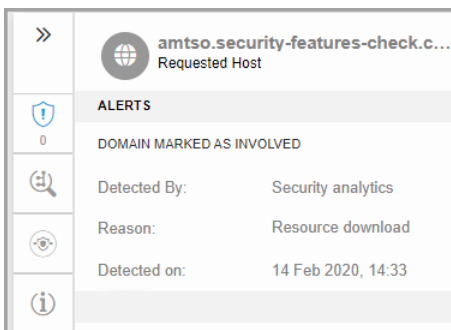 amtso.security-features-check.c...
Requested Host
ALERTS
0
DOMAIN MARKED AS INVOLVED
Detected By: Security analytics
Reason: Resource download
Detected on: 14 Feb 2020, 14:33